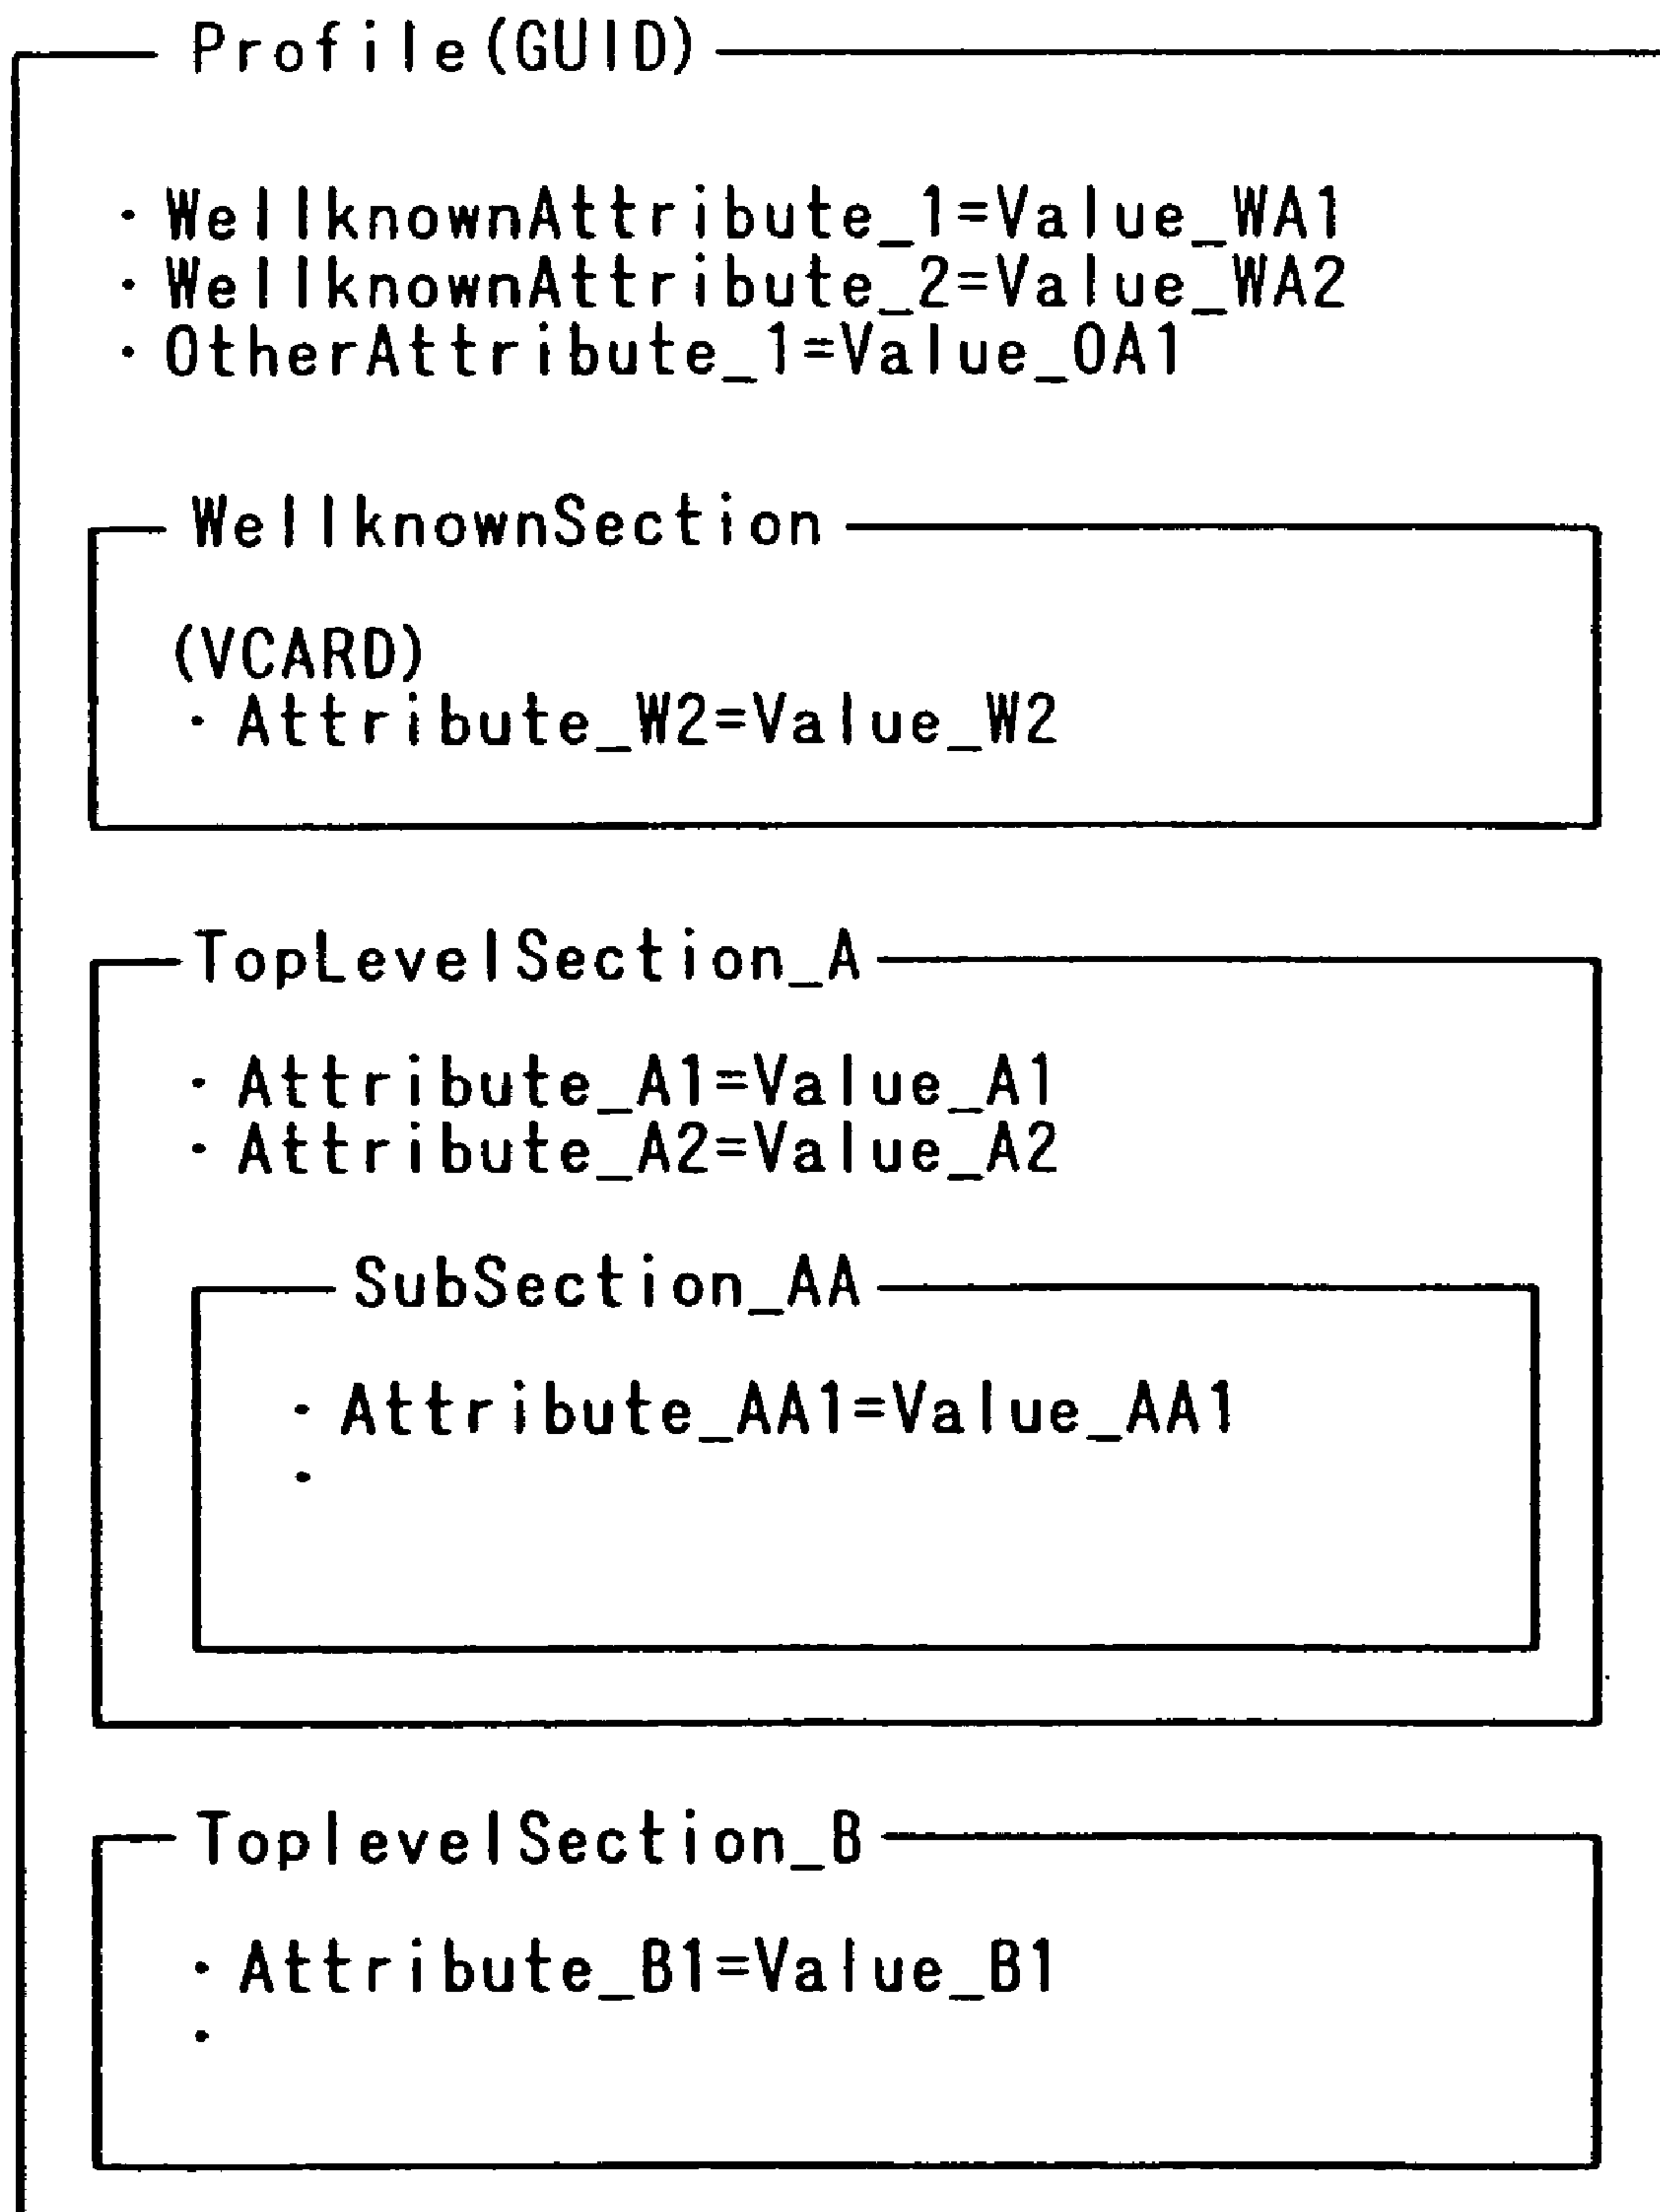 Profile(GUID)
・WellknownAttribute_1=Value_WA1
・WellknownAttribute_2=Value_WA2
・OtherAttribute_1=Value_OA1
WellknownSection
(VCARD)
・Attribute_W2=Value_W2
TopLevelSection_A
・Attribute_A1=Value_A1
・Attribute_A2=Value_A2
SubSection_AA
・Attribute_AA1=Value_AA1
・
ToplevelSection_B
・Attribute_B1=Value_B1
・